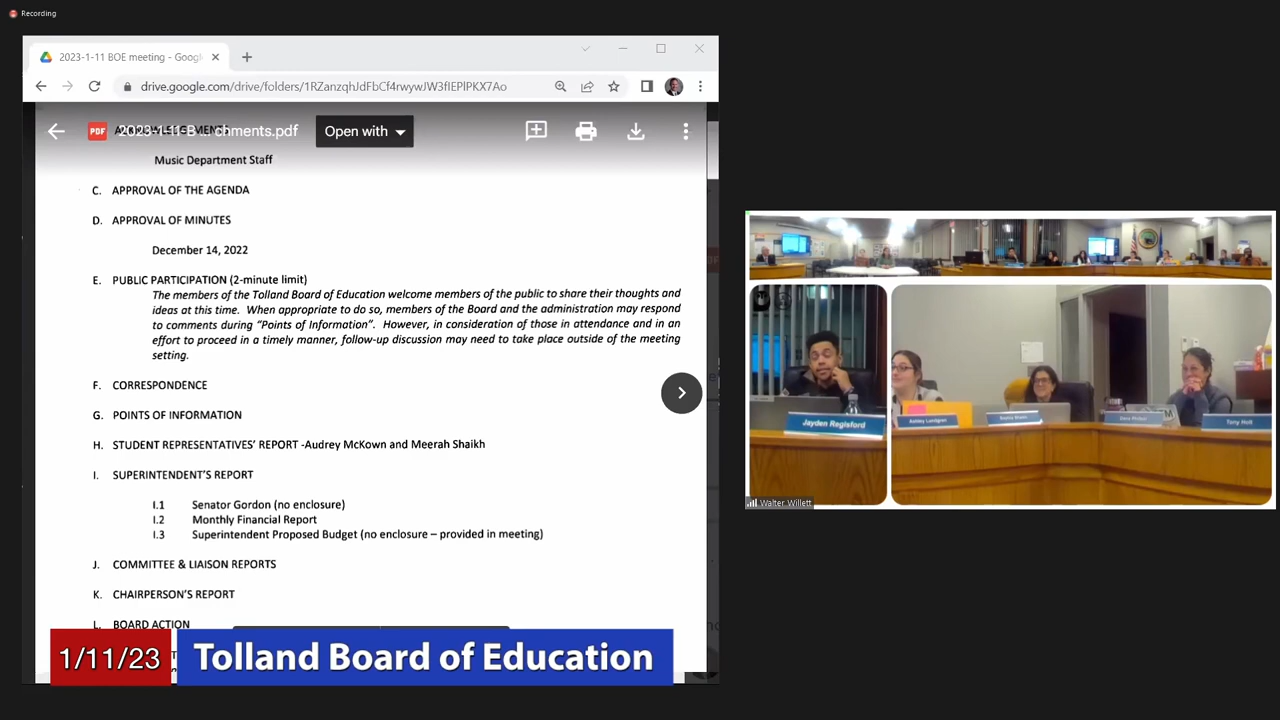 Recording
2023-1-11 BOE meeting - Googl
drive.google.com/drive/folders/1RZanzqhJdFbCf4rwywJW3fIEPlPKX7Ao
PDF
2023-1-11-B... chments.pdf
Open with
Music Department Staff
C. APPROVAL OF THE AGENDA
D. APPROVAL OF MINUTES
December 14, 2022
E. PUBLIC PARTICIPATION (2-minute limit)
The members of the Tolland Board of Education welcome members of the public to share their thoughts and
ideas at this time. When appropriate to do so, members of the Board and the administration may respond
to comments during “Points of Information”. However, in consideration of those in attendance and in an
effort to proceed in a timely manner, follow-up discussion may need to take place outside of the meeting
setting.
F. CORRESPONDENCE
G. POINTS OF INFORMATION
H. STUDENT REPRESENTATIVES’ REPORT -Audrey McKown and Meerah Shaikh
I. SUPERINTENDENT’S REPORT
I.1 Senator Gordon (no enclosure)
I.2 Monthly Financial Report
I.3 Superintendent Proposed Budget (no enclosure – provided in meeting)
J. COMMITTEE & LIAISON REPORTS
K. CHAIRPERSON’S REPORT
L. BOARD ACTION
1/11/23
Tolland Board of Education
Jayden Regisford
Ashley Lundgren
Tony Holt
Walter Willett